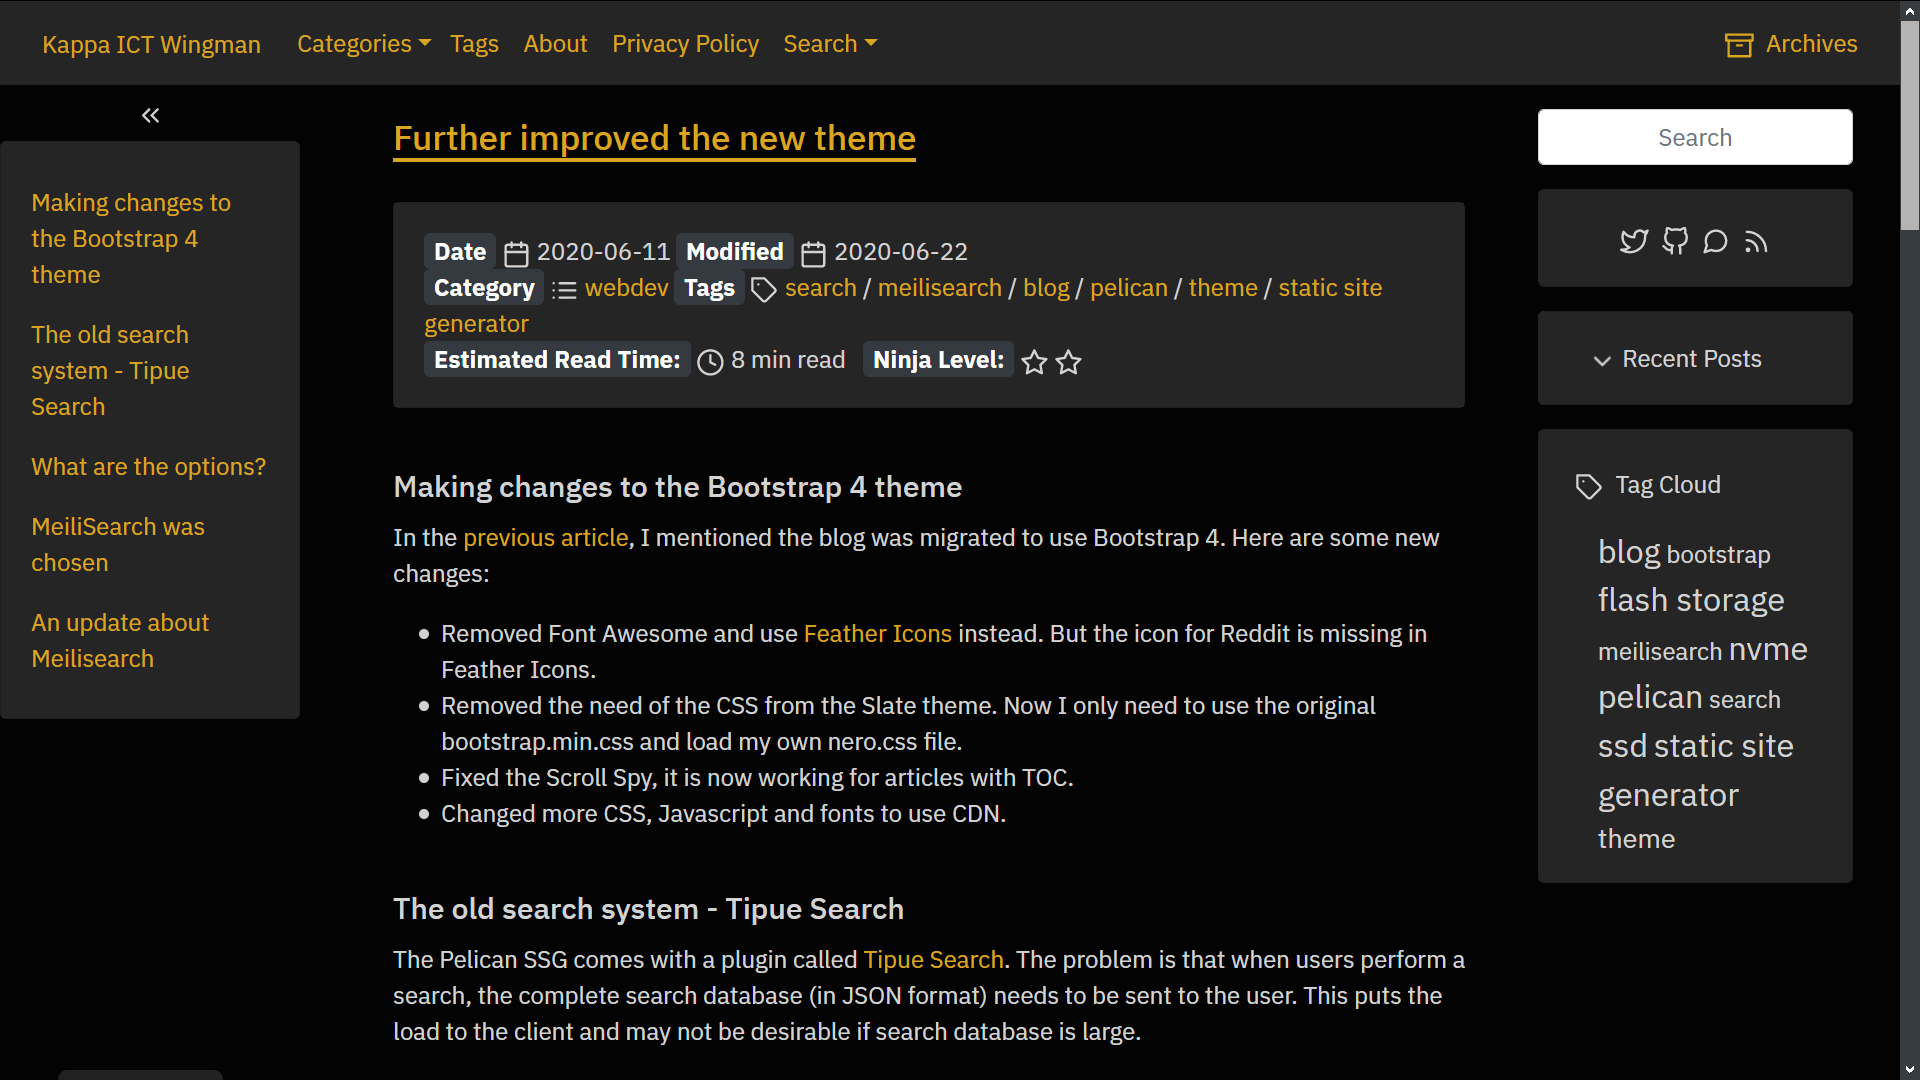 Kappa ICT Wingman Categories Tags About Privacy Policy Search Archives
Making changes to
the Bootstrap 4
theme
The old search
system - Tipue
Search
What are the options?
MeiliSearch was
chosen
An update about
Meilisearch
Further improved the new theme
Date 2020-06-11 Modified 2020-06-22
Category webdev Tags search / meilisearch / blog / pelican / theme / static site
generator
Estimated Read Time: 8 min read Ninja Level:
Making changes to the Bootstrap 4 theme
In the previous article, I mentioned the blog was migrated to use Bootstrap 4. Here are some new
changes:
Removed Font Awesome and use Feather Icons instead. But the icon for Reddit is missing in
Feather Icons.
Removed the need of the CSS from the Slate theme. Now I only need to use the original
bootstrap.min.css and load my own nero.css file.
Fixed the Scroll Spy, it is now working for articles with TOC.
Changed more CSS, Javascript and fonts to use CDN.
The old search system - Tipue Search
The Pelican SSG comes with a plugin called Tipue Search. The problem is that when users perform a
search, the complete search database (in JSON format) needs to be sent to the user. This puts the
load to the client and may not be desirable if search database is large.
Search
Recent Posts
Tag Cloud
blog bootstrap
flash storage
meilisearch nvme
pelican search
ssd static site
generator
theme